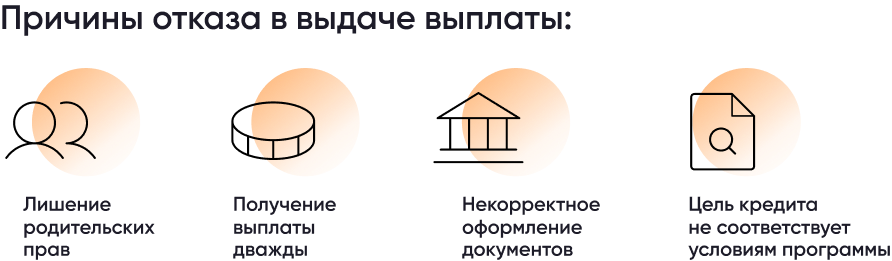 Причины отказа в выдаче выплаты:
Лишение
родительских
прав
Получение
выплаты
дважды
Некорректное
оформление
документов
Цель кредита
не соответствует
условиям программы